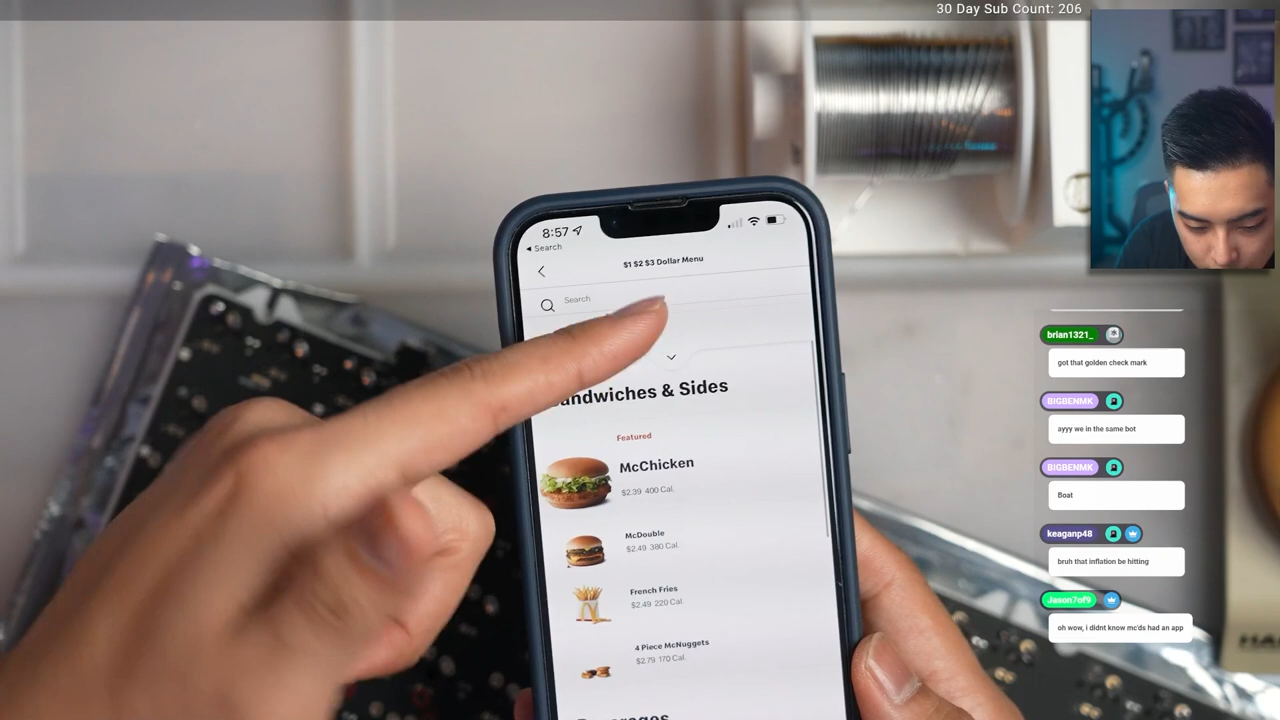 30 Day Sub Count: 206
8:57
Search
$1 $2 $3 Dollar Menu
Search
Sandwiches & Sides
Featured
McChicken
$2.39 400 Cal.
McDouble
$2.49 380 Cal.
French Fries
$2.49 220 Cal
4 Piece McNuggets
$2.79 170 Cal.
Beverages
brian1321_
got that golden check mark
BIGBENMK
ayyy we in the same bot
BIGBENMK
Boat
keaganp48
bruh that inflation be hitting
Jason7of9
oh wow, i didnt know mc'ds had an app